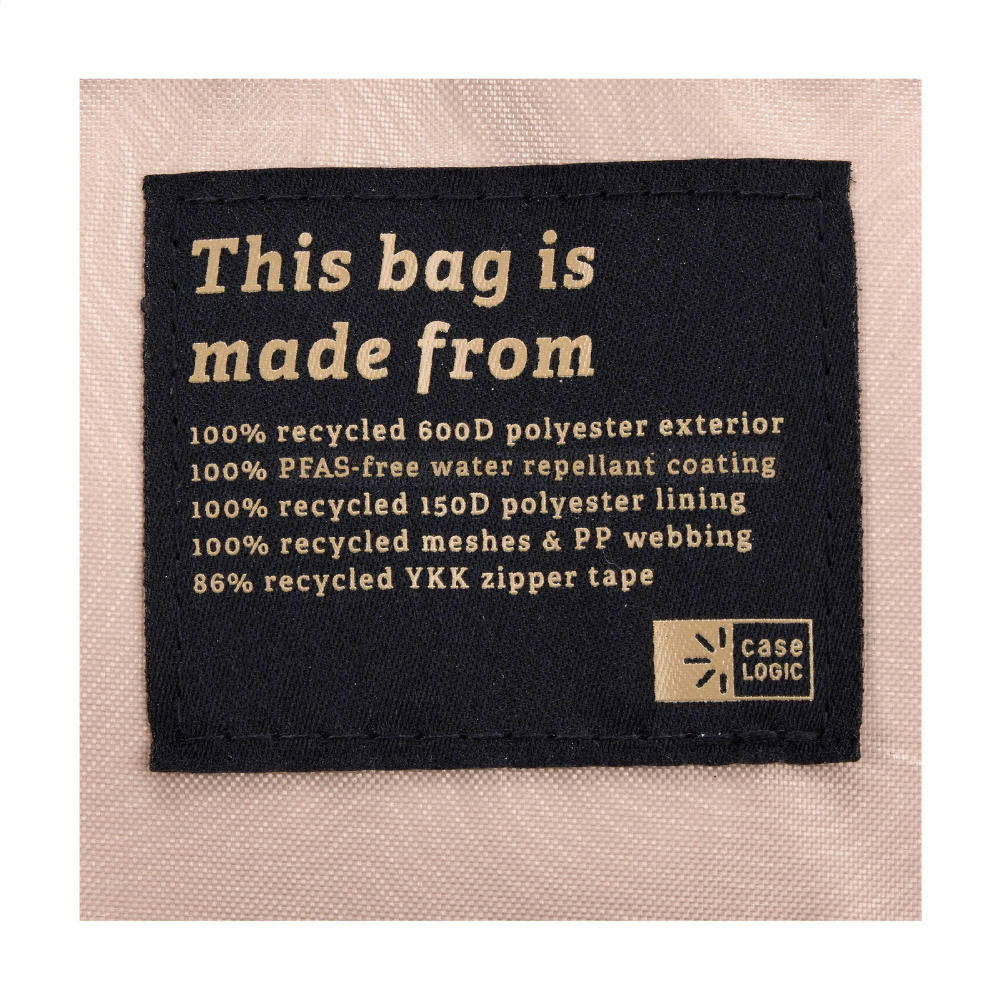 This bag is
made from
100% recycled 600D polyester exterior
100% PFAS-free water repellant coating
100% recycled 150D polyester lining
100% recycled meshes & PP webbing
86% recycled YKK zipper tape
case
LOGIC